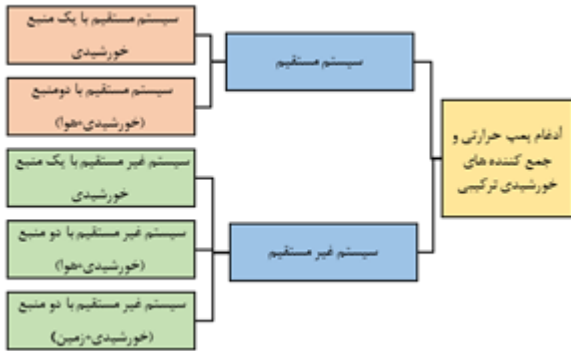 ادغام پمپ حرارتی و
جمع کننده های
خورشیدی ترکیبی
سیستم مستقیم
سیستم مستقیم با یک منبع
خورشیدی
سیستم مستقیم با دومنبع
(خورشیدی+هوا)
سیستم غیر مستقیم
سیستم غیر مستقیم با یک منبع
خورشیدی
سیستم غیر مستقیم با دو منبع
(خورشیدی+هوا)
سیستم غیر مستقیم با دو منبع
(خورشیدی+زمین)